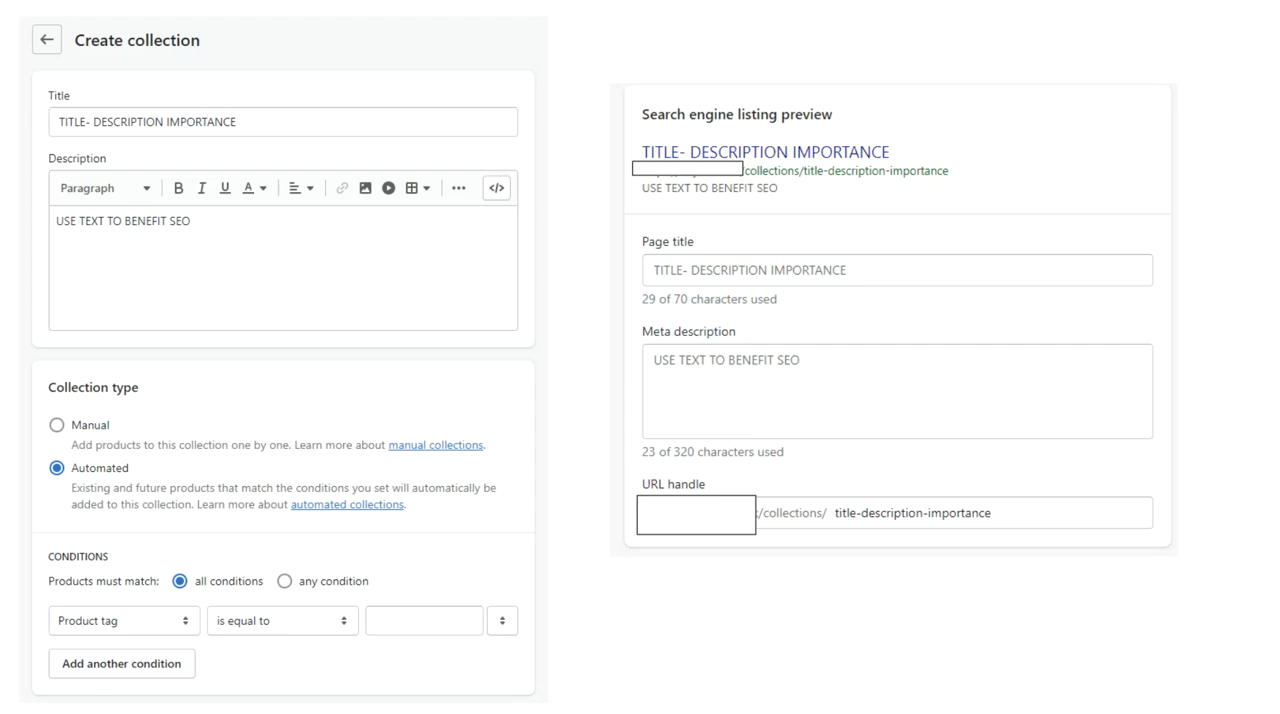 Create collection
Title
TITLE- DESCRIPTION IMPORTANCE
Description
Paragraph B I U A </>
USE TEXT TO BENEFIT SEO
Collection type
Manual
Add products to this collection one by one. Learn more about manual collections.
Automated
Existing and future products that match the conditions you set will automatically be
added to this collection. Learn more about automated collections.
CONDITIONS
Products must match: all conditions any condition
Product tag is equal to
Add another condition
Search engine listing preview
TITLE- DESCRIPTION IMPORTANCE
/collections/title-description-importance
USE TEXT TO BENEFIT SEO
Page title
TITLE- DESCRIPTION IMPORTANCE
29 of 70 characters used
Meta description
USE TEXT TO BENEFIT SEO
23 of 320 characters used
URL handle
/collections/ title-description-importance